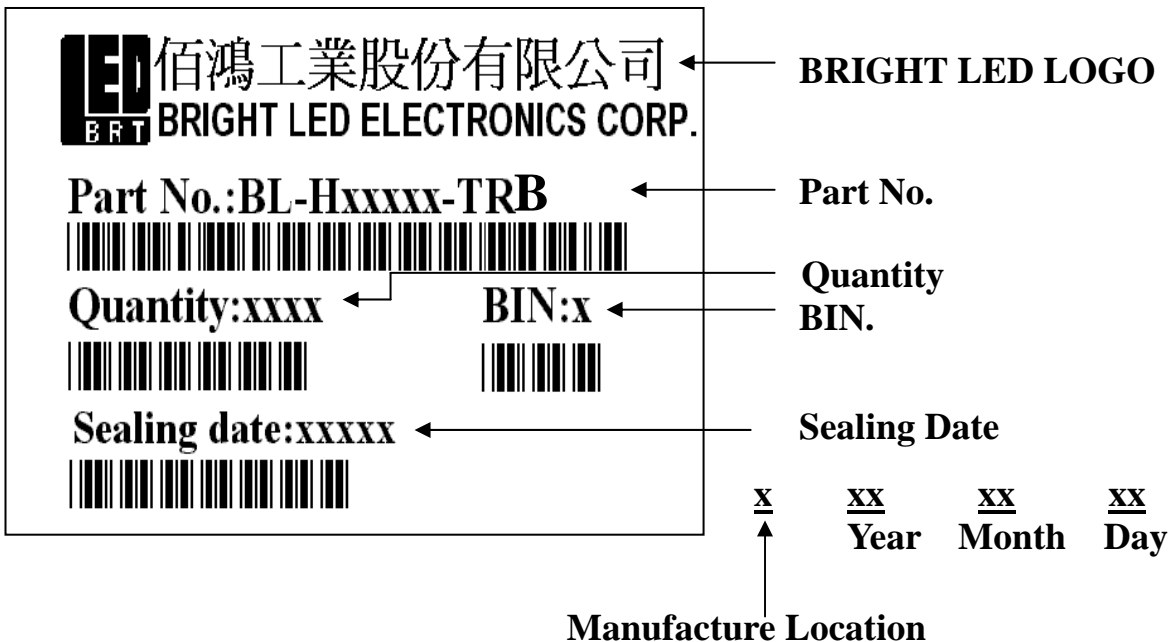 LED 佰鴻工業股份有限公司
BRT BRIGHT LED ELECTRONICS CORP.
BRIGHT LED LOGO
Part No.:BL-Hxxxxx-TRB
Part No.
Quantity:xxxx
BIN:x
Quantity
BIN.
Sealing date:xxxxx
Sealing Date
x xx xx xx
Year Month Day
Manufacture Location